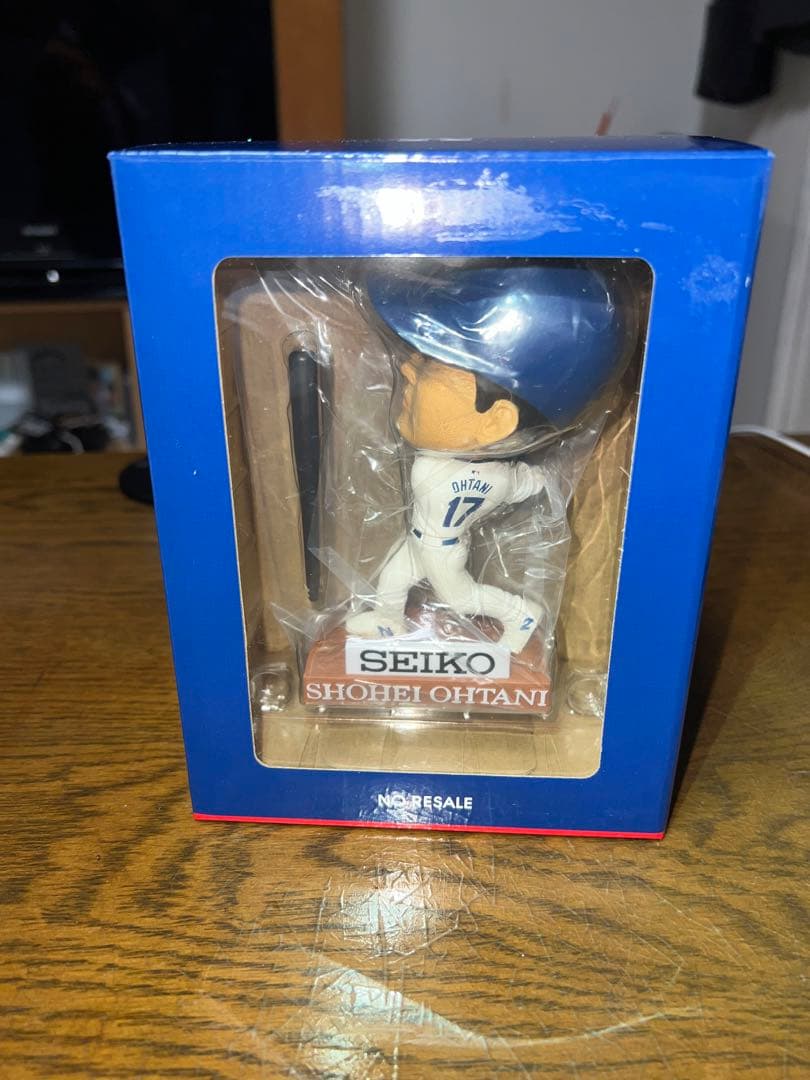 OHTANI
17
SEIKO
SHOHEI OHTANI
NO RESALE